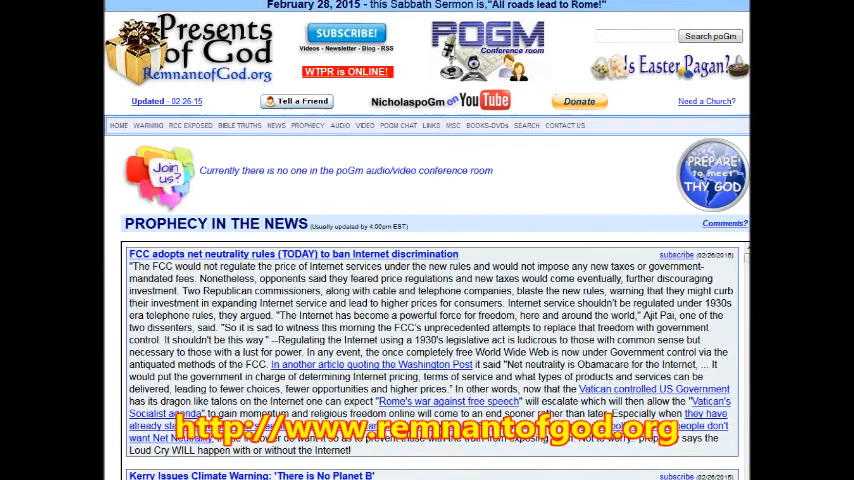 February 28, 2015 - this Sabbath Sermon is,"All roads lead to Rome!"
Presents
of God
RemnantofGod.org
SUBSCRIBE!
Videos - Newsletter - Blog - RSS
WTPR is ONLINE!
POGM
Conference room
Search poGm
Is Easter Pagan?
Updated - 02-26-15
Tell a Friend
NicholaspoGm on YouTube
Donate
Need a Church?
HOME WARNING RCC EXPOSED BIBLE TRUTHS NEWS PROPHECY AUDIO VIDEO POGM CHAT LINKS MISC BOOKS-DVDs SEARCH CONTACT US
Join us?
Currently there is no one in the poGm audio/video conference room
PREPARE to meet THY GOD
PROPHECY IN THE NEWS (Usually updated by 4:00pm EST)
Comments?
FCC adopts net neutrality rules (TODAY) to ban Internet discrimination
subscribe (02/26/2015)
"The FCC would not regulate the price of Internet services under the new rules and would not impose any new taxes or government-
mandated fees. Nonetheless, opponents said they feared price regulations and new taxes would come eventually, further discouraging
investment. Two Republican commissioners, along with cable and telephone companies, blaste the new rules, warning that they might curb
their investment in expanding Internet service and lead to higher prices for consumers. Internet service shouldn't be regulated under 1930s
era telephone rules, they argued. "The Internet has become a powerful force for freedom, here and around the world," Ajit Pai, one of the
two dissenters, said. "So it is sad to witness this morning the FCC's unprecedented attempts to replace that freedom with government
control. It shouldn't be this way." --Regulating the Internet using a 1930's legislative act is ludicrous to those with common sense but
necessary to those with a lust for power. In any event, the once completely free World Wide Web is now under Government control via the
antiquated methods of the FCC. In another article quoting the Washington Post it said "Net neutrality is Obamacare for the Internet, ... It
would put the government in charge of determining Internet pricing, terms of service and what types of products and services can be
delivered, leading to fewer choices, fewer opportunities and higher prices." In other words, now that the Vatican controlled US Government
has its dragon like talons on the Internet one can expect "Rome's war against free speech" will escalate which will then allow the "Vatican's
Socialist agenda" to gain momentum and religious freedom online will come to an end sooner rather than later. Especially when they have
already
people don't
want Net
do want
so as to prevent those with the truth from exposing
says the
Loud Cry WILL happen with or without the Internet!
http://www.remnantofgod.org
Kerry Issues Climate Warning: 'There is No Planet B'
subscribe (02/26/2015)